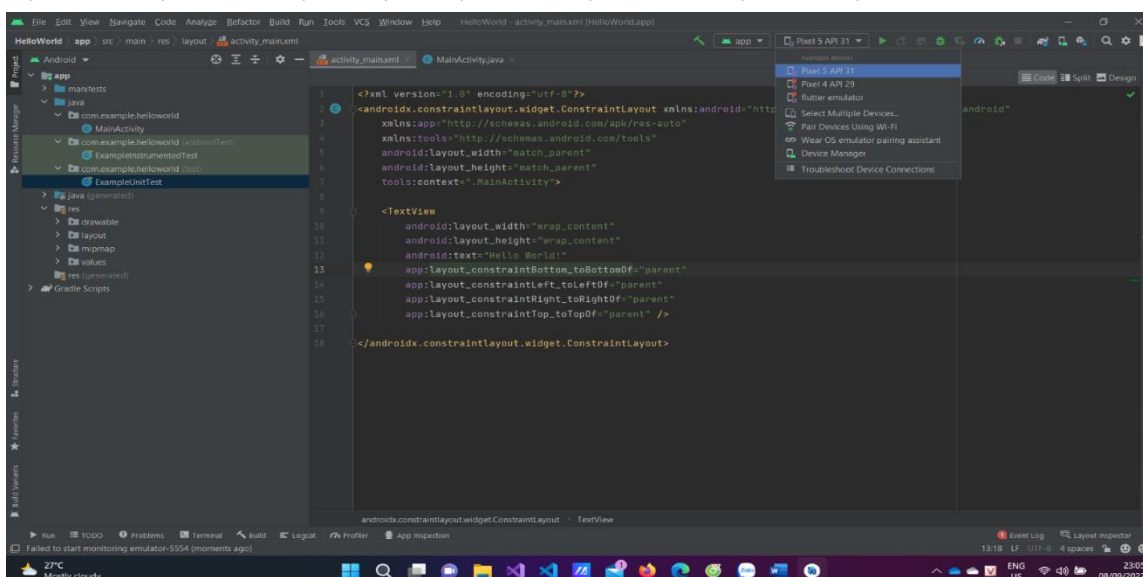 File Edit View Navigate Code Analyze Refactor Build Run Tools VCS Window Help HelloWorld - activity_main.xml [HelloWorld.app]
HelloWorld app src main res layout activity_main.xml
app
Pixel 5 API 31
Android
activity_main.xml
MainActivity.java
Available devices
Pixel 5 API 31
Pixel 4 API 29
flutter emulator
Select Multiple Devices...
Pair Devices Using Wi-Fi
Wear OS emulator pairing assistant
Device Manager
Troubleshoot Device Connections
Code Split Design
Project
Resource Manager
Structure
Favorites
Build Variants
app
manifests
java
com.example.helloworld
MainActivity
com.example.helloworld (androidTest)
ExampleInstrumentedTest
com.example.helloworld (test)
ExampleUnitTest
java (generated)
res
drawable
layout
mipmap
values
res (generated)
Gradle Scripts
1 <?xml version="1.0" encoding="utf-8"?>
2 <androidx.constraintlayout.widget.ConstraintLayout xmlns:android="http android"
3 xmlns:app="http://schemas.android.com/apk/res-auto"
4 xmlns:tools="http://schemas.android.com/tools"
5 android:layout_width="match_parent"
6 android:layout_height="match_parent"
7 tools:context=".MainActivity">
8
9 <TextView
10 android:layout_width="wrap_content"
11 android:layout_height="wrap_content"
12 android:text="Hello World!"
13 app:layout_constraintBottom_toBottomOf="parent"
14 app:layout_constraintLeft_toLeftOf="parent"
15 app:layout_constraintRight_toRightOf="parent"
16 app:layout_constraintTop_toTopOf="parent" />
17
18 </androidx.constraintlayout.widget.ConstraintLayout>
androidx.constraintlayout.widget.ConstraintLayout TextView
Run TODO Problems Terminal Build Logcat Profiler App Inspection
Event Log Layout Inspector
Failed to start monitoring emulator-5554 (moments ago)
13:18 LF UTF-8 4 spaces
27°C
Mostly cloudy
ENG
US